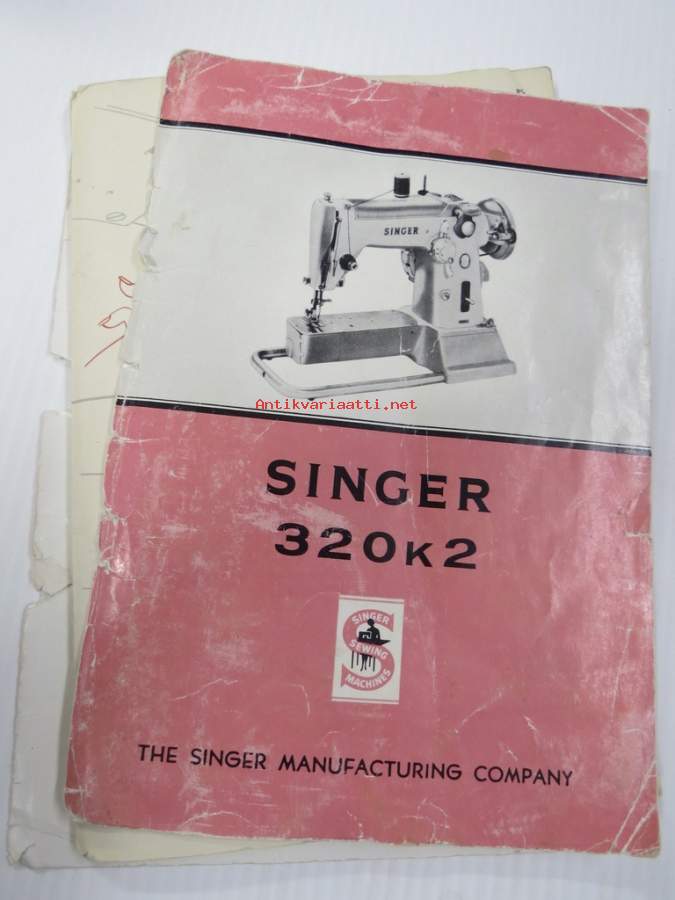 SINGER
Antikvariaatti.net
SINGER
320K2
SINGER
SEWING
MACHINES
THE SINGER MANUFACTURING COMPANY